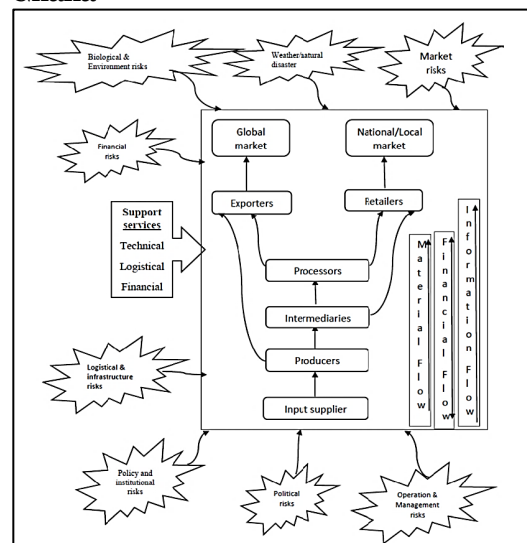 Biological &
Environment risks
Weather/natural
disaster
Market
risks
Financial
risks
Global
market
National/Local
market
Exporters
Retailers
Support
services
Technical
Logistical
Financial
Processors
Intermediaries
Producers
Input supplier
Material Flow
Financial Flow
Information Flow
Logistical &
infrastructure
risks
Policy and
institutional
risks
Political
risks
Operation &
Management
risks